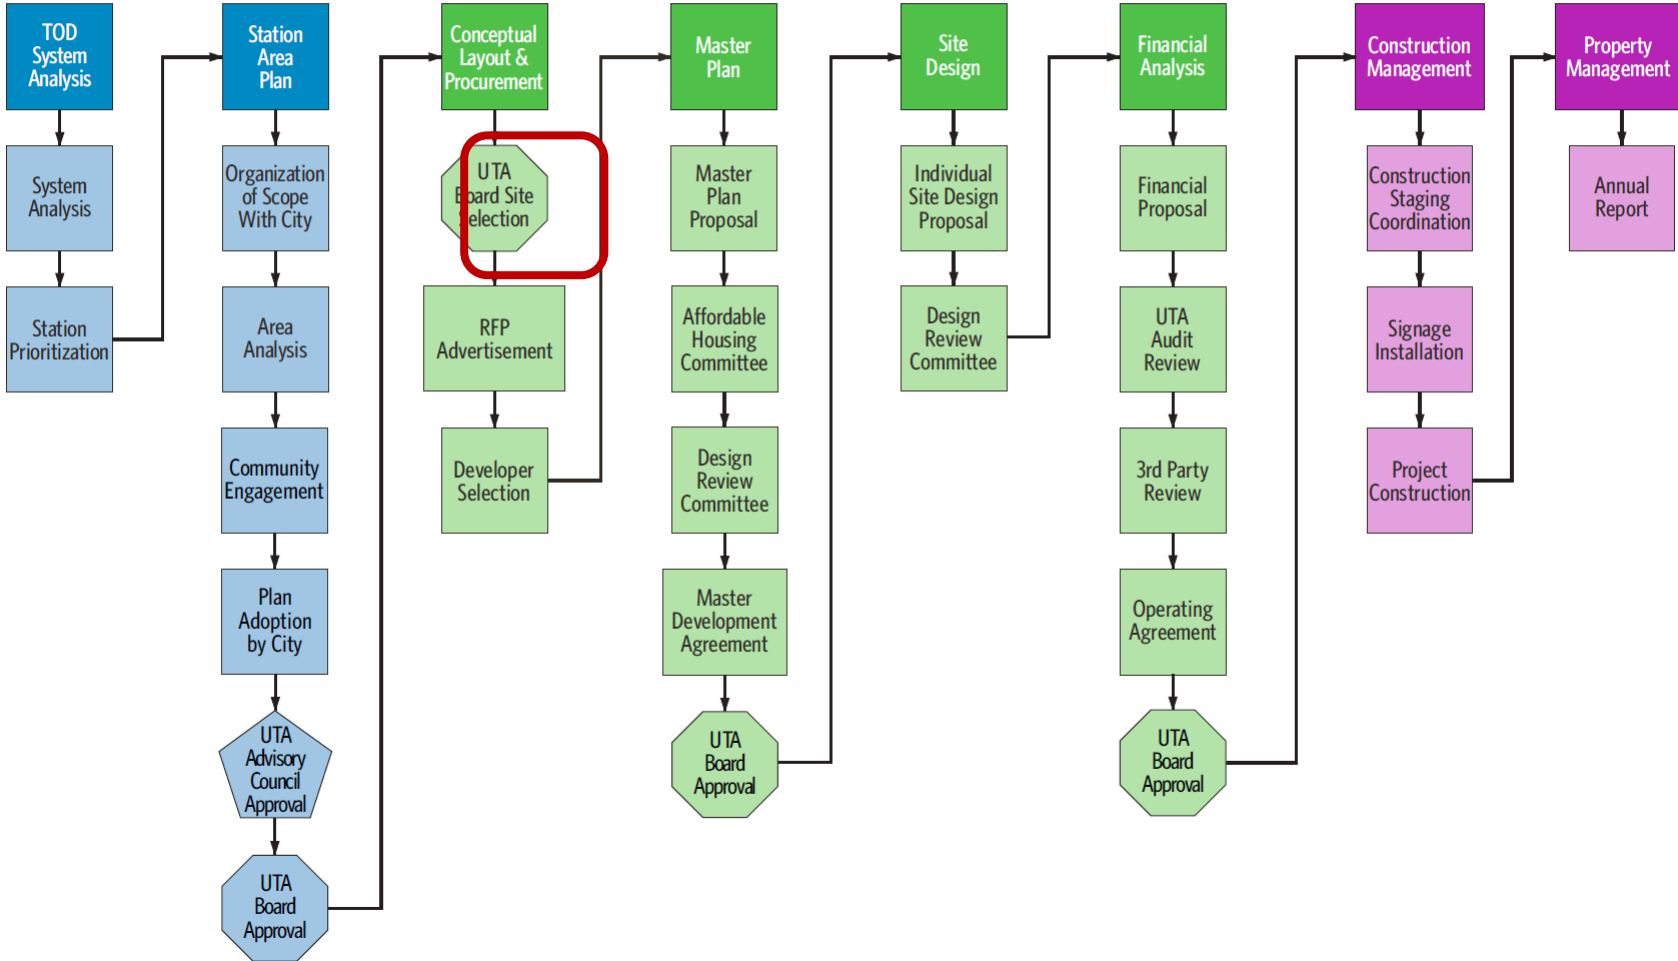 TOD
System
Analysis
System
Analysis
Station
Prioritization
Station
Area
Plan
Organization
of Scope
With City
Area
Analysis
Community
Engagement
Plan
Adoption
by City
UTA
Advisory
Council
Approval
UTA
Board
Approval
Conceptual
Layout &
Procurement
UTA
Board Site
Selection
RFP
Advertisement
Developer
Selection
Master
Plan
Master
Plan
Proposal
Affordable
Housing
Committee
Design
Review
Committee
Master
Development
Agreement
UTA
Board
Approval
Site
Design
Individual
Site Design
Proposal
Design
Review
Committee
Financial
Analysis
Financial
Proposal
UTA
Audit
Review
3rd Party
Review
Operating
Agreement
UTA
Board
Approval
Construction
Management
Construction
Staging
Coordination
Signage
Installation
Project
Construction
Property
Management
Annual
Report